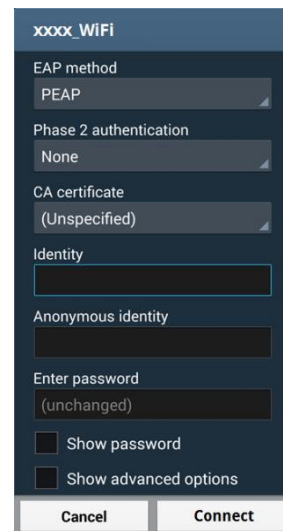 xxxx_WiFi
EAP method
PEAP
Phase 2 authentication
None
CA certificate
(Unspecified)
Identity
Anonymous identity
Enter password
(unchanged)
Show password
Show advanced options
Cancel Connect